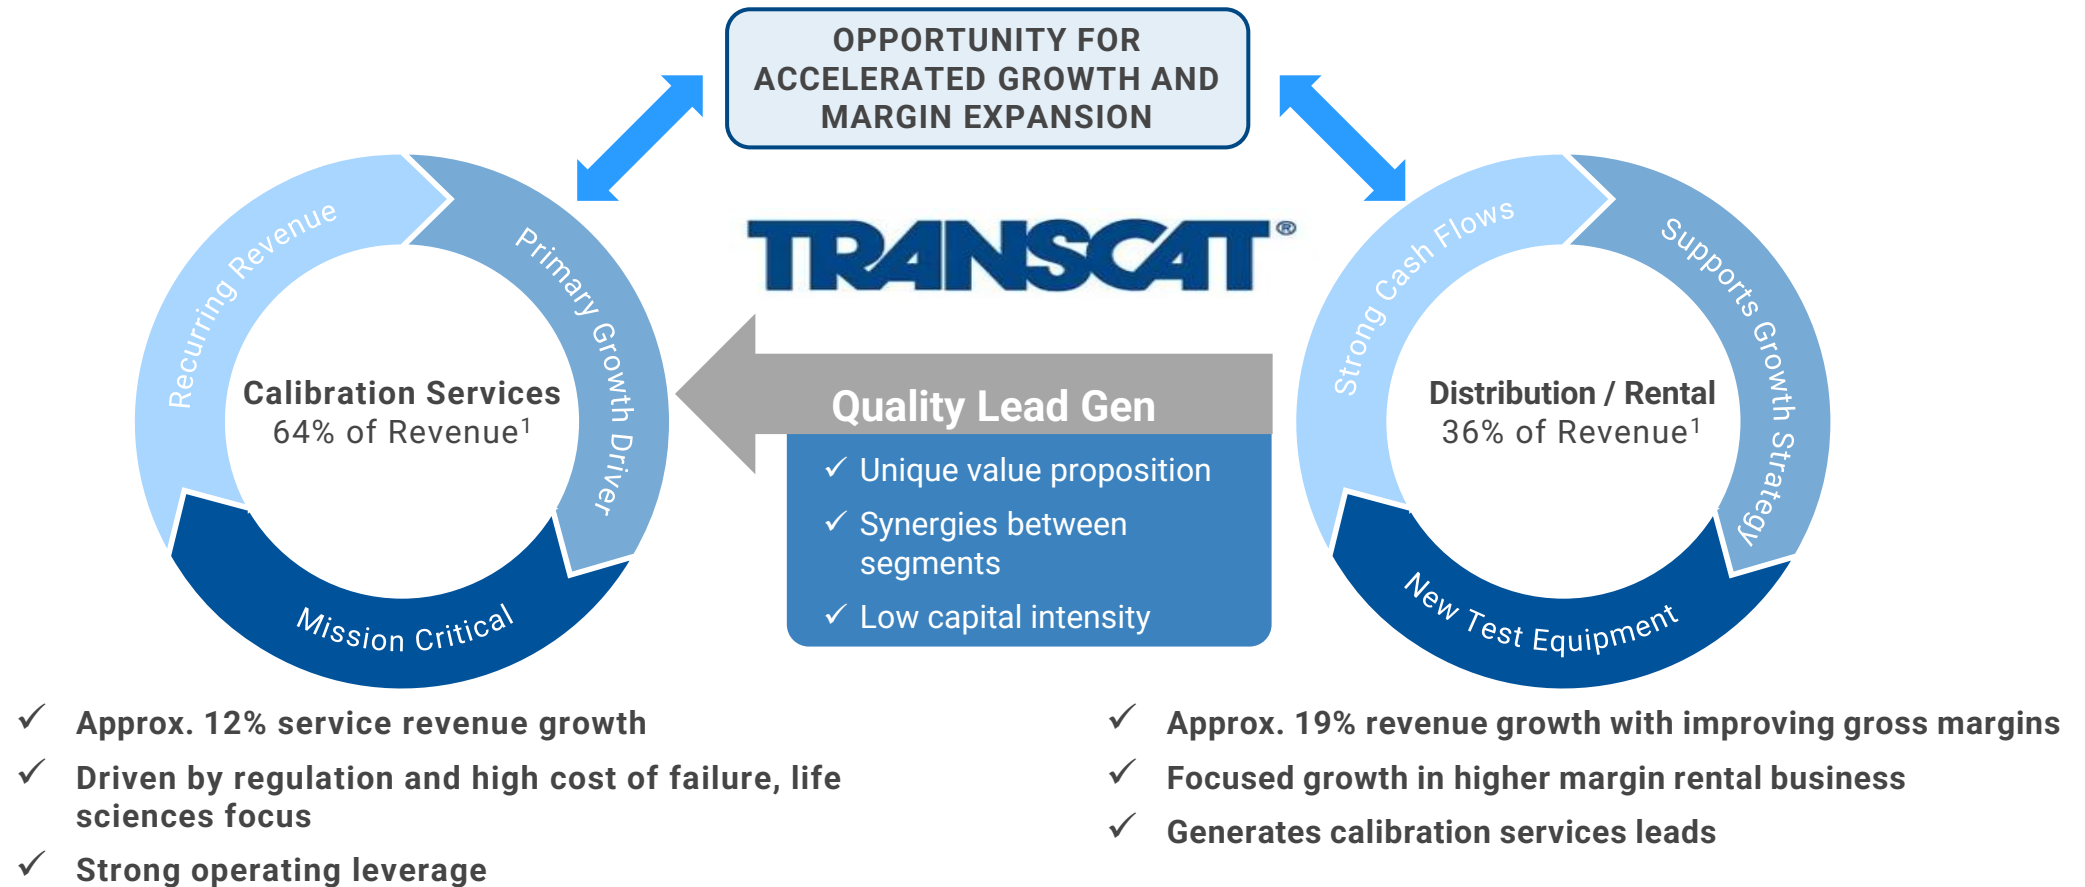 OPPORTUNITY FOR
ACCELERATED GROWTH AND
MARGIN EXPANSION
TRANSCAT®
Recurring Revenue
Primary Growth Driver
Mission Critical
Calibration Services
64% of Revenue¹
Quality Lead Gen
✓ Unique value proposition
✓ Synergies between
segments
✓ Low capital intensity
Strong Cash Flows
Supports Growth Strategy
New Test Equipment
Distribution / Rental
36% of Revenue¹
✓ Approx. 12% service revenue growth
✓ Driven by regulation and high cost of failure, life
sciences focus
✓ Strong operating leverage
✓ Approx. 19% revenue growth with improving gross margins
✓ Focused growth in higher margin rental business
✓ Generates calibration services leads